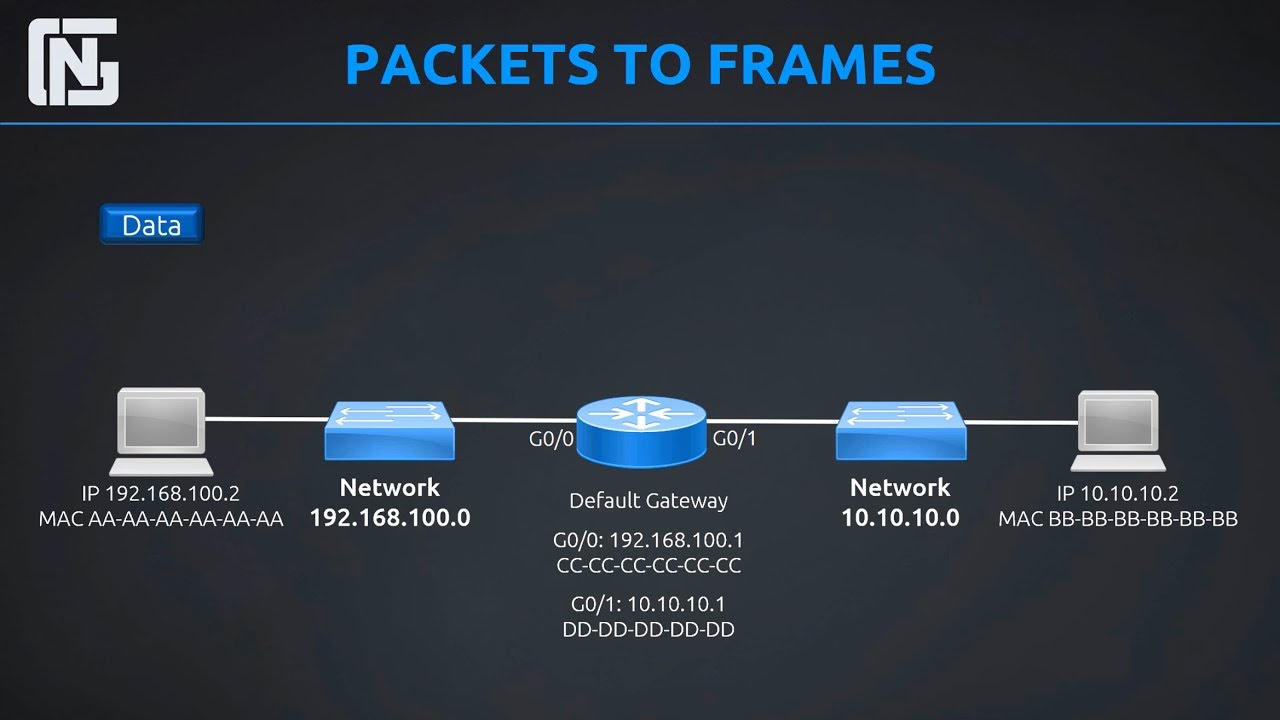 PACKETS TO FRAMES
Data
G0/0
G0/1
IP 192.168.100.2
MAC AA-AA-AA-AA-AA-AA
Network
192.168.100.0
Default Gateway
G0/0: 192.168.100.1
CC-CC-CC-CC-CC-CC
G0/1: 10.10.10.1
DD-DD-DD-DD-DD
Network
10.10.10.0
IP 10.10.10.2
MAC BB-BB-BB-BB-BB-BB